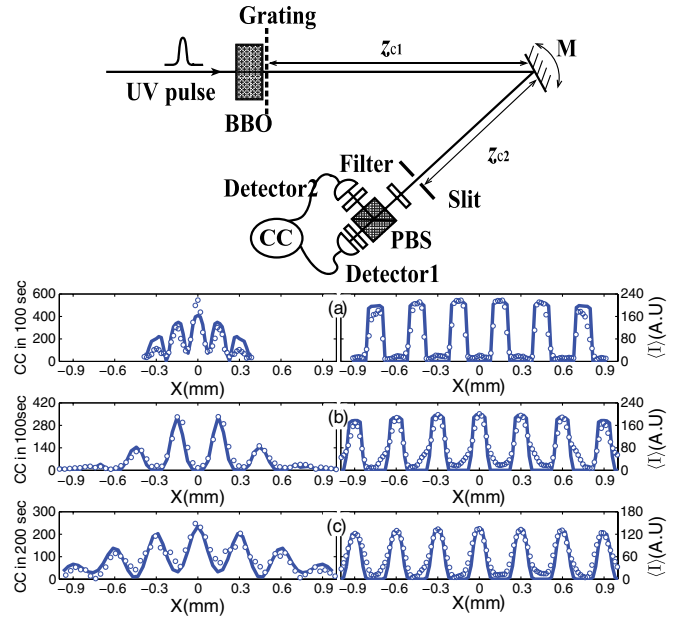 Grating
z_c1
M
UV pulse
BBO
z_c2
Filter
Detector2
Slit
CC
PBS
Detector1
(a)
CC in 100 sec
600
400
200
0
−0.9 −0.6 −0.3 0 0.3 0.6 0.9
X(mm)
240
160
80
0
⟨I⟩(A.U)
−0.9 −0.6 −0.3 0 0.3 0.6 0.9
X(mm)
(b)
CC in 100sec
420
280
140
0
−0.9 −0.6 −0.3 0 0.3 0.6 0.9
X(mm)
240
160
80
0
⟨I⟩(A.U)
−0.9 −0.6 −0.3 0 0.3 0.6 0.9
X(mm)
(c)
CC in 200 sec
300
200
100
0
−0.9 −0.6 −0.3 0 0.3 0.6 0.9
X(mm)
180
120
60
0
⟨I⟩(A.U)
−0.9 −0.6 −0.3 0 0.3 0.6 0.9
X(mm)